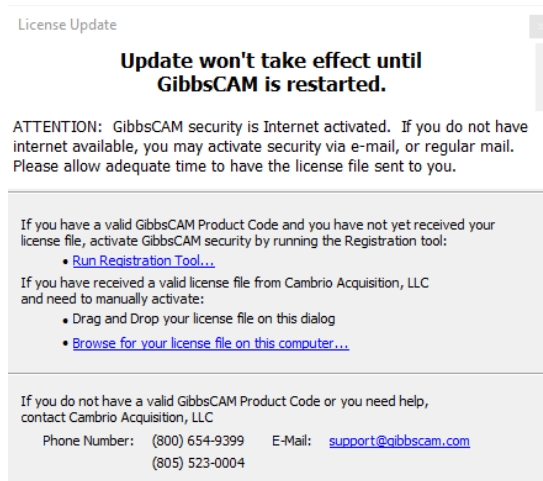 License Update
Update won't take effect until
GibbsCAM is restarted.
ATTENTION:  GibbsCAM security is Internet activated.  If you do not have
internet available, you may activate security via e-mail, or regular mail.
Please allow adequate time to have the license file sent to you.
If you have a valid GibbsCAM Product Code and you have not yet received your
license file, activate GibbsCAM security by running the Registration tool:
• Run Registration Tool...
If you have received a valid license file from Cambrio Acquisition, LLC
and need to manually activate:
• Drag and Drop your license file on this dialog
• Browse for your license file on this computer...
If you do not have a valid GibbsCAM Product Code or you need help,
contact Cambrio Acquisition, LLC
Phone Number: (800) 654-9399 E-Mail: support@gibbscam.com
(805) 523-0004